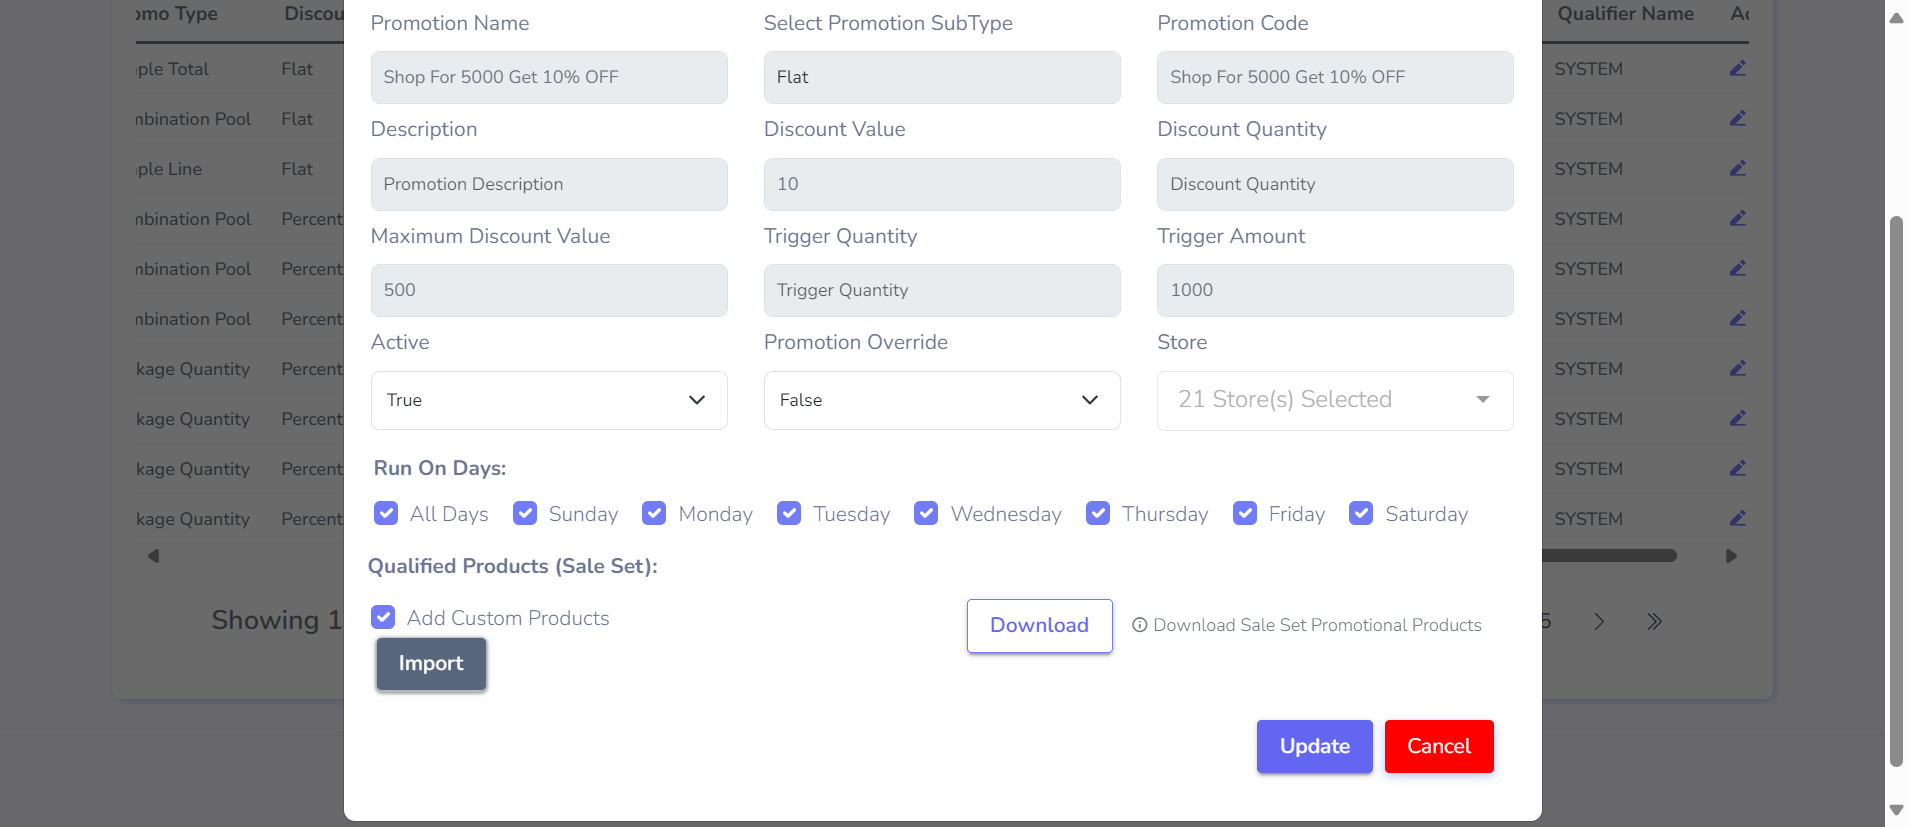 omo Type Discou Qualifier Name Ac
Promotion Name Select Promotion SubType Promotion Code
Shop For 5000 Get 10% OFF Flat Shop For 5000 Get 10% OFF
ple Total Flat SYSTEM
mbination Pool Flat SYSTEM
Description Discount Value Discount Quantity
ple Line Flat SYSTEM
Promotion Description 10 Discount Quantity
mbination Pool Percent SYSTEM
Maximum Discount Value Trigger Quantity Trigger Amount
mbination Pool Percent SYSTEM
500 Trigger Quantity 1000
mbination Pool Percent SYSTEM
Active Promotion Override Store
kage Quantity Percent SYSTEM
True False 21 Store(s) Selected
kage Quantity Percent SYSTEM
Run On Days:
kage Quantity Percent SYSTEM
All Days Sunday Monday Tuesday Wednesday Thursday Friday Saturday
kage Quantity Percent SYSTEM
Qualified Products (Sale Set):
Add Custom Products Download Download Sale Set Promotional Products
Showing 1 5
Import
Update Cancel